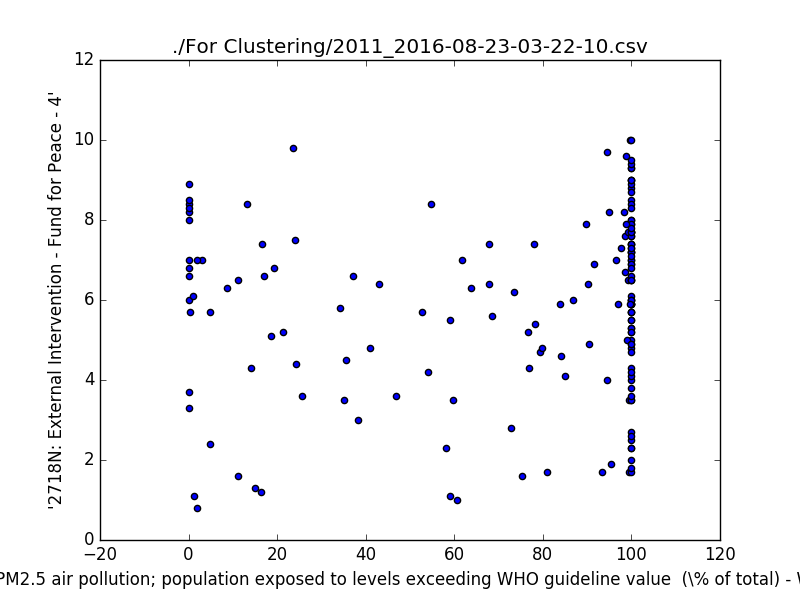 ./For Clustering/2011_2016-08-23-03-22-10.csv
12
10
8
6
4
2
0
'2718N: External Intervention - Fund for Peace - 4'
−20 0 20 40 60 80 100 120
PM2.5 air pollution; population exposed to levels exceeding WHO guideline value (\% of total) -